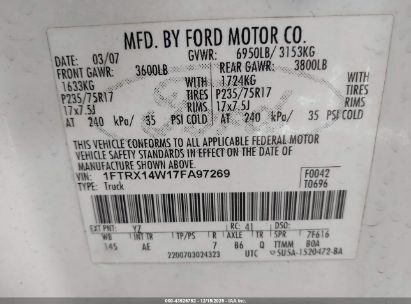 MFD. BY FORD MOTOR CO.
DATE: 03/07 GVWR: 6950LB/ 3153KG
FRONT GAWR: 3600LB REAR GAWR: 3800LB
1633KG WITH 1724KG WITH
P235/75R17 TIRES P235/75R17 TIRES
17x7.5J RIMS 17x7.5J RIMS
AT 240 kPa/ 35 PSI COLD AT 240 kPa/ 35 PSI COLD
THIS VEHICLE CONFORMS TO ALL APPLICABLE FEDERAL MOTOR
VEHICLE SAFETY STANDARDS IN EFFECT ON THE DATE OF
MANUFACTURE SHOWN ABOVE.
VIN: 1FTRX14W17FA97269 F0042
TYPE: Truck T0696
EXT PNT: YZ RC: 41 DSO:
WB INT TR TP/PS R AXLE TR SPR 7F616
145 AE 7 B6 Q TTMM BOA
2200703024323 UTC 5U5A-1520472-BA